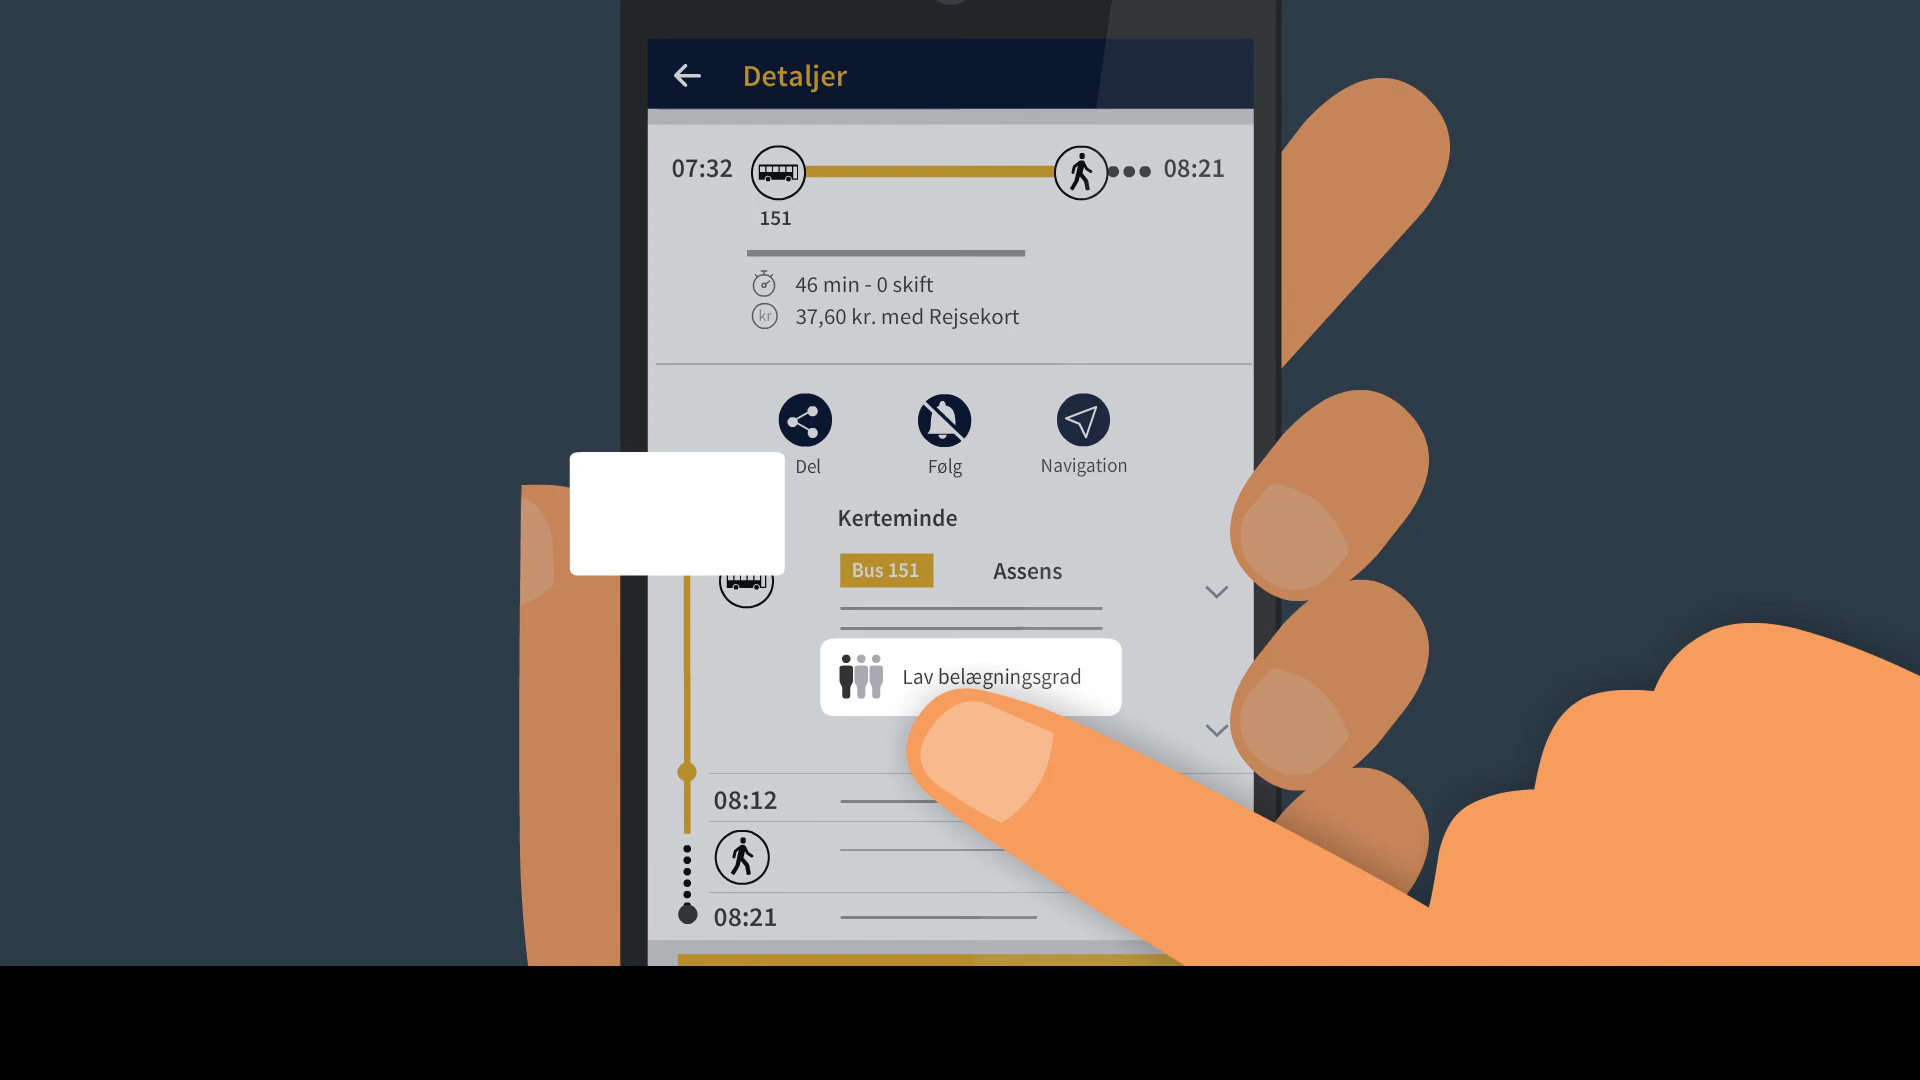 Detaljer
07:32
08:21
151
46 min - 0 skift
kr
37,60 kr. med Rejsekort
Del
Følg
Navigation
Kerteminde
Bus 151
Assens
Lav belægningsgrad
08:12
08:21